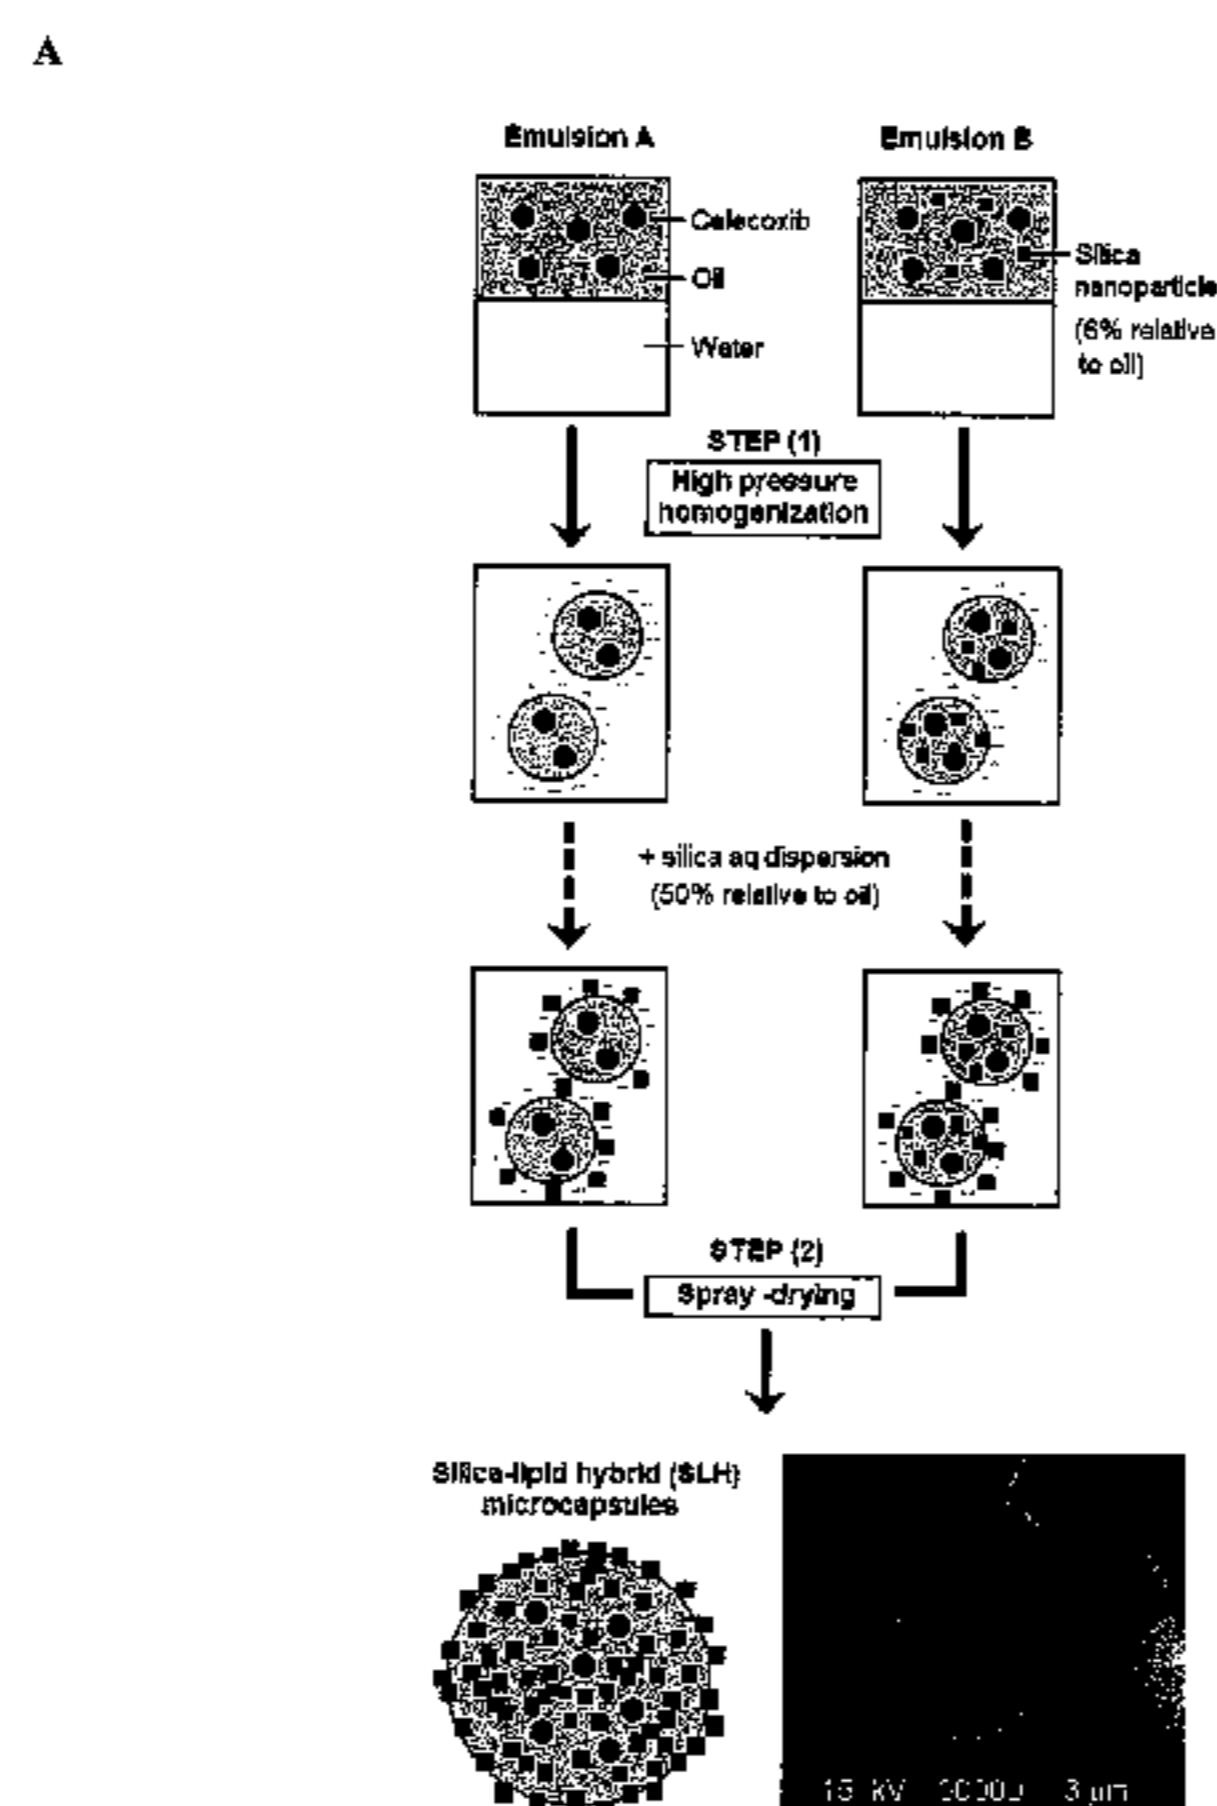 A
Emulsion A
Emulsion B
Celecoxib
Oil
Water
Silica
nanoparticle
(6% relative
to oil)
STEP (1)
High pressure
homogenization
+ silica aq dispersion
(50% relative to oil)
STEP (2)
Spray -drying
Silica-lipid hybrid (SLH)
microcapsules
15 kV 3 μm